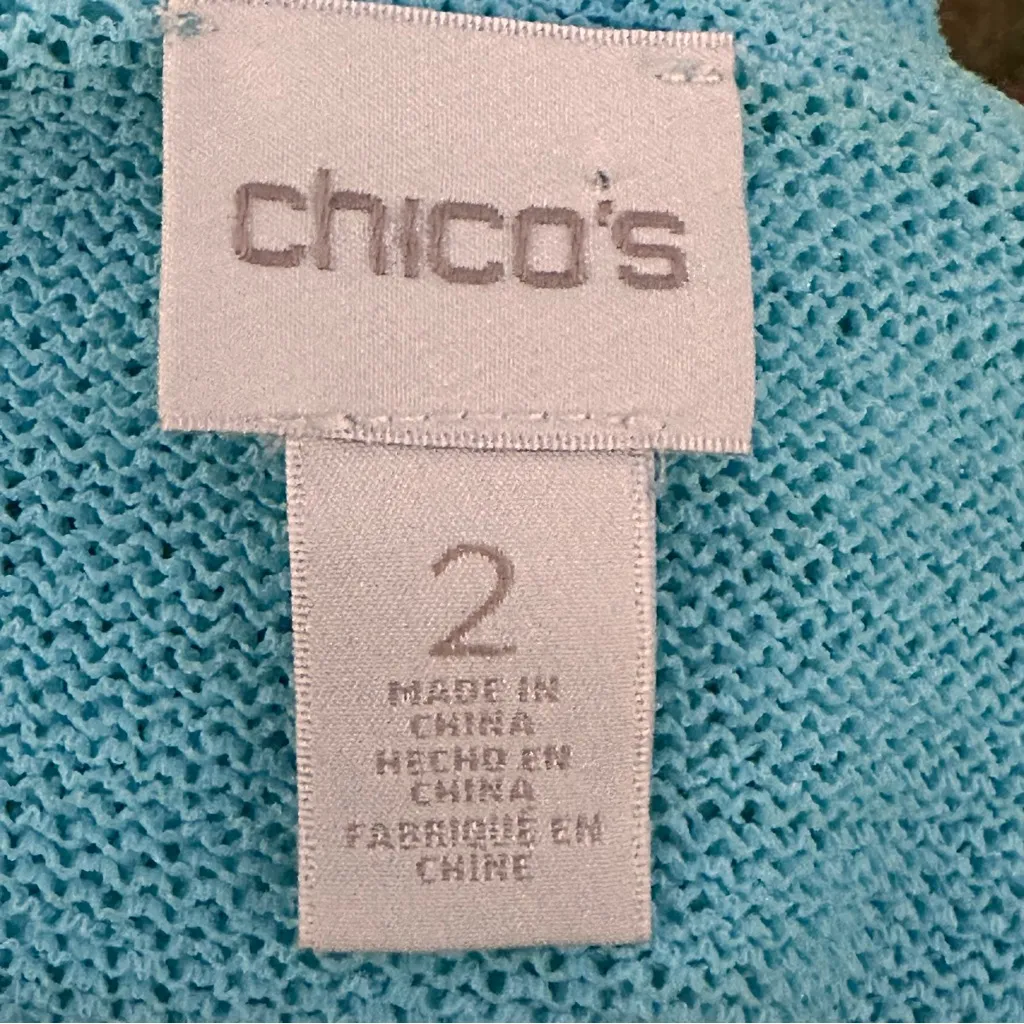 chico's
2
MADE IN
CHINA
HECHO EN
CHINA
FABRIQUÉ EN
CHINE